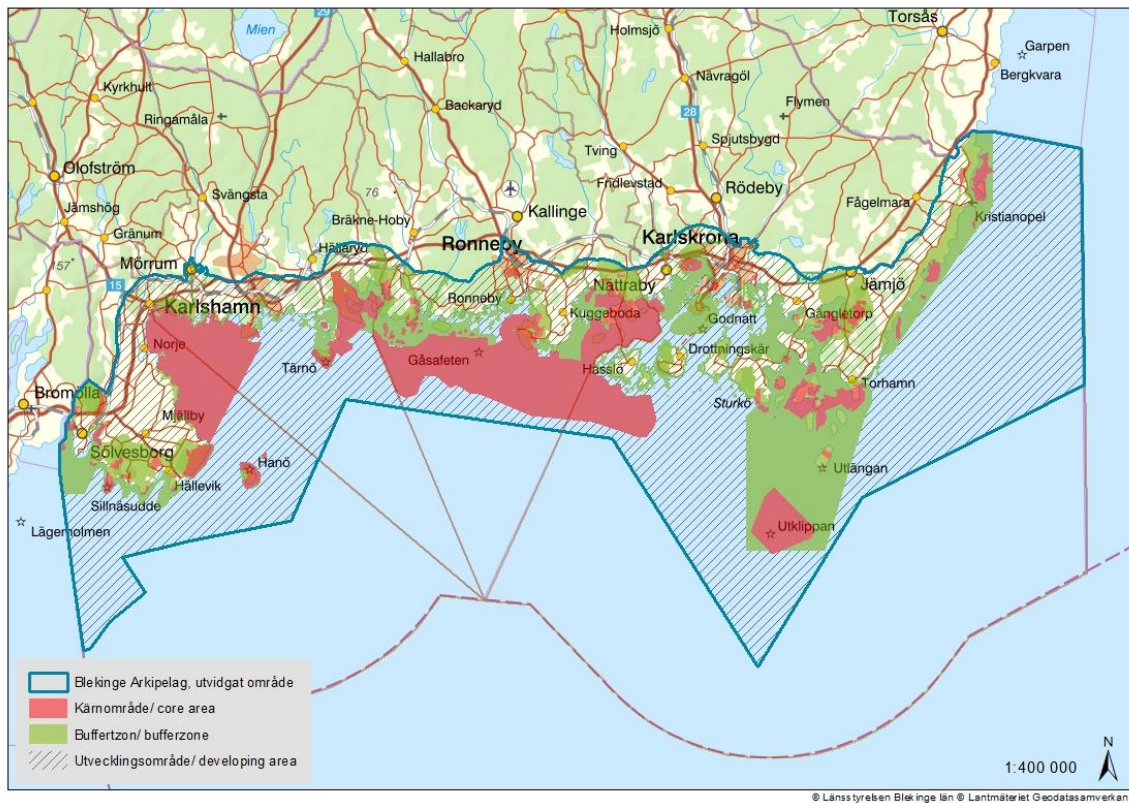 29
Torsås
Garpen
Bergkvara
Mien
Holmsjö
Hallabro
Nävragöl
Kyrkhult
Backaryd
28
Flymen
Ringamåla
Spjutsbygd
Tving
Olofström
Fridlevstad
Rödeby
Svängsta
76
Jämshög
Kallinge
Fågelmara
Bräkne-Hoby
Kristianopel
Granum
Ronneby
Karlskrona
Hällaryd
157
Mörrum
15
Nättraby
Jämjö
Karlshamn
Ronneby
Gängletorp
Kuggeboda
Godnatt
Norje
Gåsafeten
Drottningskär
Tärnö
Hasslö
Torhamn
Bromölla
Sturkö
Mjällby
Sölvesborg
Utlängan
Hanö
Hällevik
Sillnäsudde
Lägerholmen
Utklippan
Blekinge Arkipelag, utvidgat område
Kärnområde/ core area
Buffertzon/ bufferzone
Utvecklingsområde/ developing area
N
1:400 000
© Länsstyrelsen Blekinge län © Lantmäteriet Geodatasamverkan